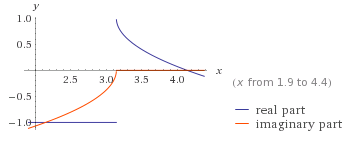 y
1.0
0.5
x
2.5 3.0 3.5 4.0
(x from 1.9 to 4.4)
−0.5
real part
−1.0
imaginary part